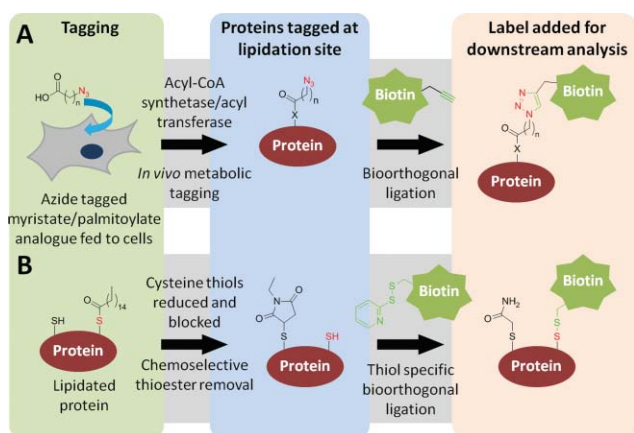 A
Tagging
Proteins tagged at
lipidation site
Label added for
downstream analysis
HO
O
N₃
n
Azide tagged
myristate/palmitoylate
analogue fed to cells
Acyl-CoA
synthetase/acyl
transferase
In vivo metabolic
tagging
N₃
n
O
X
Protein
Biotin
Bioorthogonal
ligation
Biotin
N
N
N
n
O
X
Protein
B
O
14
SH
S
Protein
Lipidated
protein
Cysteine thiols
reduced and
blocked
Chemoselective
thioester removal
N
O
O
S
SH
Protein
S
S
N
Biotin
Thiol specific
bioorthogonal
ligation
NH₂
O
S
Biotin
S
S
Protein